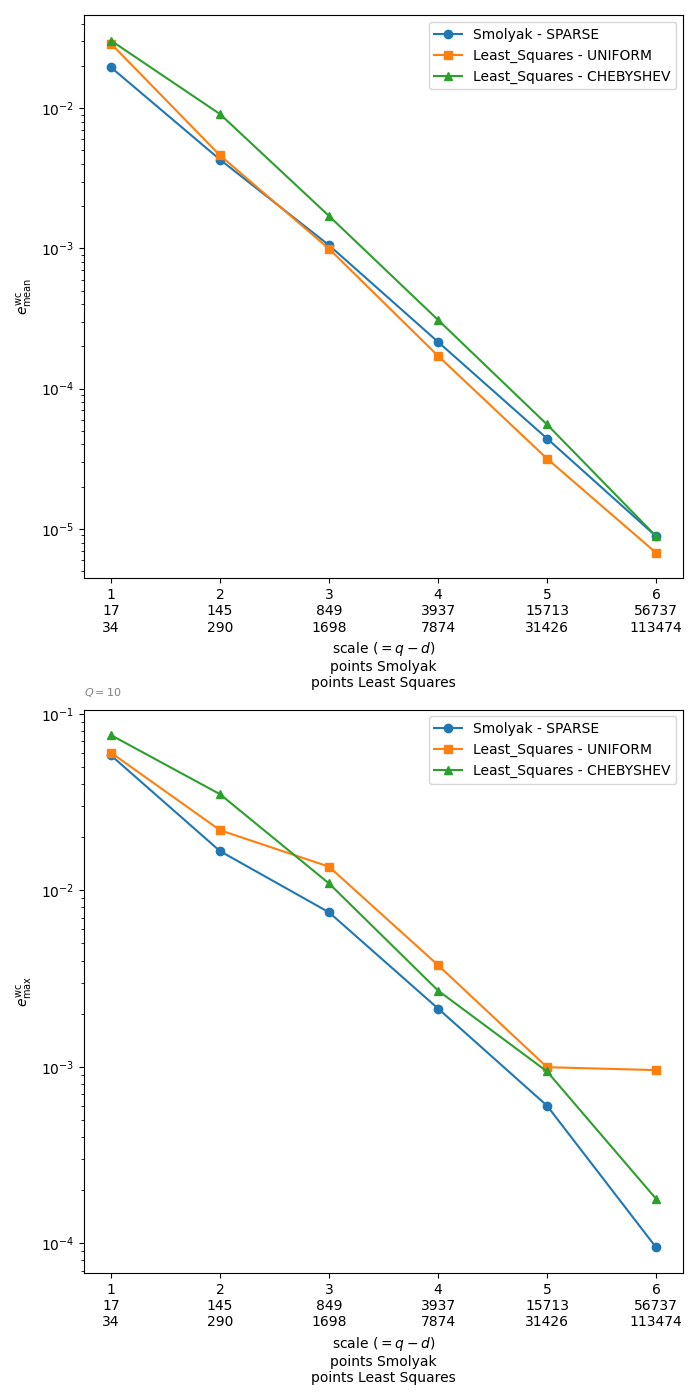 Smolyak - SPARSE
Least_Squares - UNIFORM
Least_Squares - CHEBYSHEV
10^{-2}
10^{-3}
10^{-4}
10^{-5}
e^{wc}_{mean}
1 2 3 4 5 6
17 145 849 3937 15713 56737
34 290 1698 7874 31426 113474
scale (= q − d)
points Smolyak
points Least Squares
Q = 10
Smolyak - SPARSE
Least_Squares - UNIFORM
Least_Squares - CHEBYSHEV
10^{-1}
10^{-2}
10^{-3}
10^{-4}
e^{wc}_{max}
1 2 3 4 5 6
17 145 849 3937 15713 56737
34 290 1698 7874 31426 113474
scale (= q − d)
points Smolyak
points Least Squares